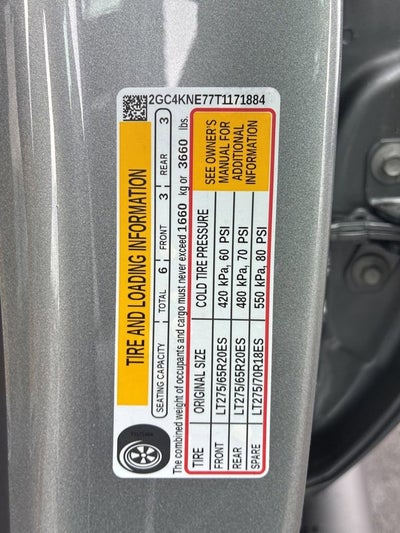 2GC4KNE77T1171884
TIRE AND LOADING INFORMATION
SEATING CAPACITY TOTAL 6 FRONT 3 REAR 3
The combined weight of occupants and cargo must never exceed 1660 kg or 3660 lbs.
TIRE ORIGINAL SIZE COLD TIRE PRESSURE
FRONT LT275/65R20ES 420 kPa, 60 PSI
REAR LT275/65R20ES 480 kPa, 70 PSI
SPARE LT275/70R18ES 550 kPa, 80 PSI
SEE OWNER'S
MANUAL FOR
ADDITIONAL
INFORMATION